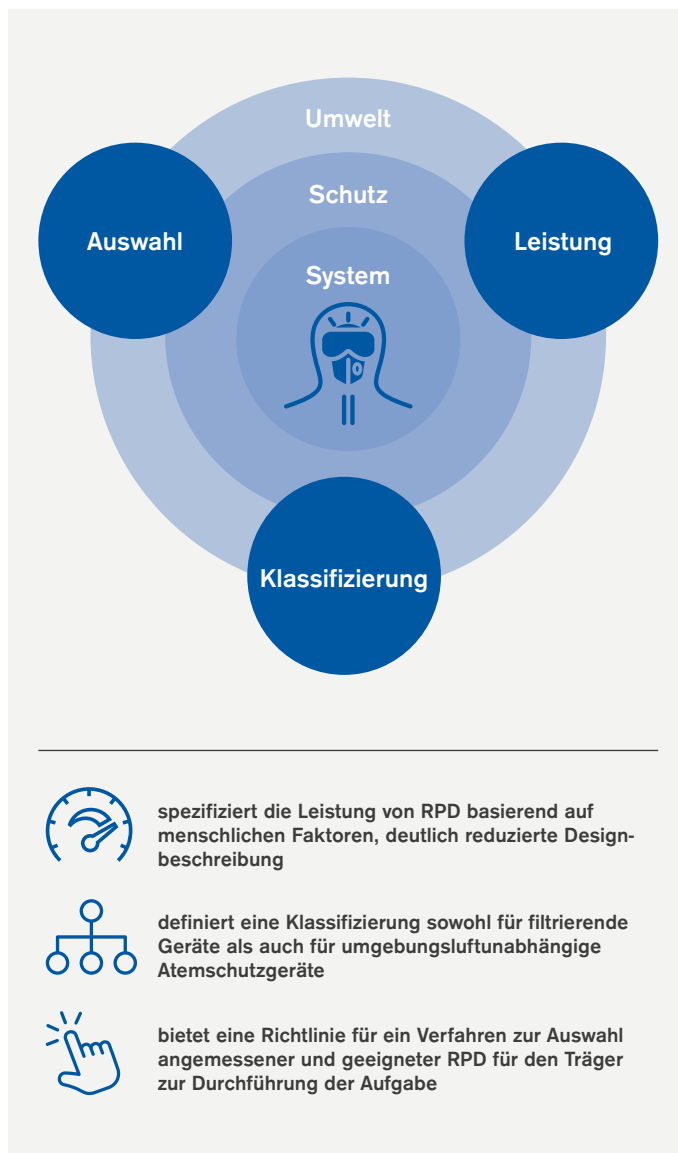 Umwelt
Schutz
System
Auswahl
Leistung
Klassifizierung
spezifiziert die Leistung von RPD basierend auf
menschlichen Faktoren, deutlich reduzierte Design-
beschreibung
definiert eine Klassifizierung sowohl für filtrierende
Geräte als auch für umgebungsluftunabhängige
Atemschutzgeräte
bietet eine Richtlinie für ein Verfahren zur Auswahl
angemessener und geeigneter RPD für den Träger
zur Durchführung der Aufgabe